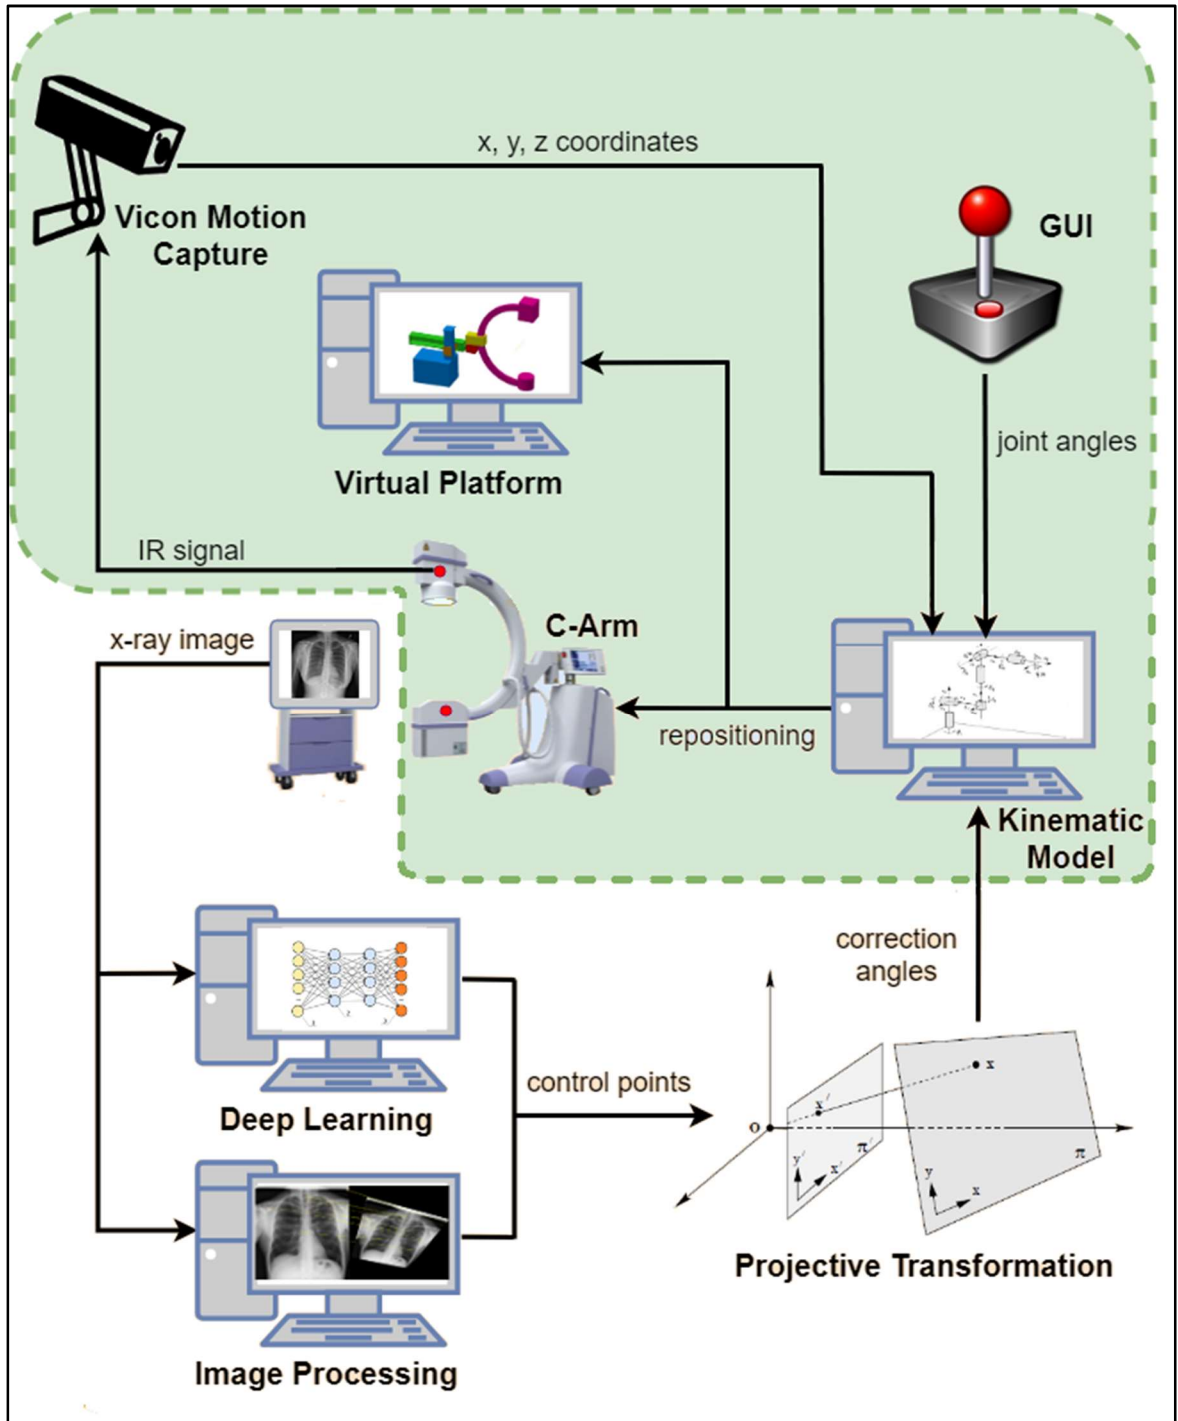 x, y, z coordinates
Vicon Motion
Capture
GUI
joint angles
Virtual Platform
IR signal
C-Arm
x-ray image
repositioning
Kinematic
Model
correction
angles
Deep Learning
control points
x
x'
O
y'
x'
π'
y
x
π
Projective Transformation
Image Processing